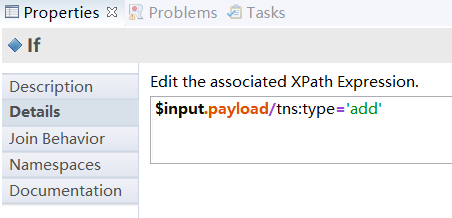 Properties Problems Tasks
If
Description
Details
Join Behavior
Namespaces
Documentation
Edit the associated XPath Expression.
$input.payload/tns:type='add'